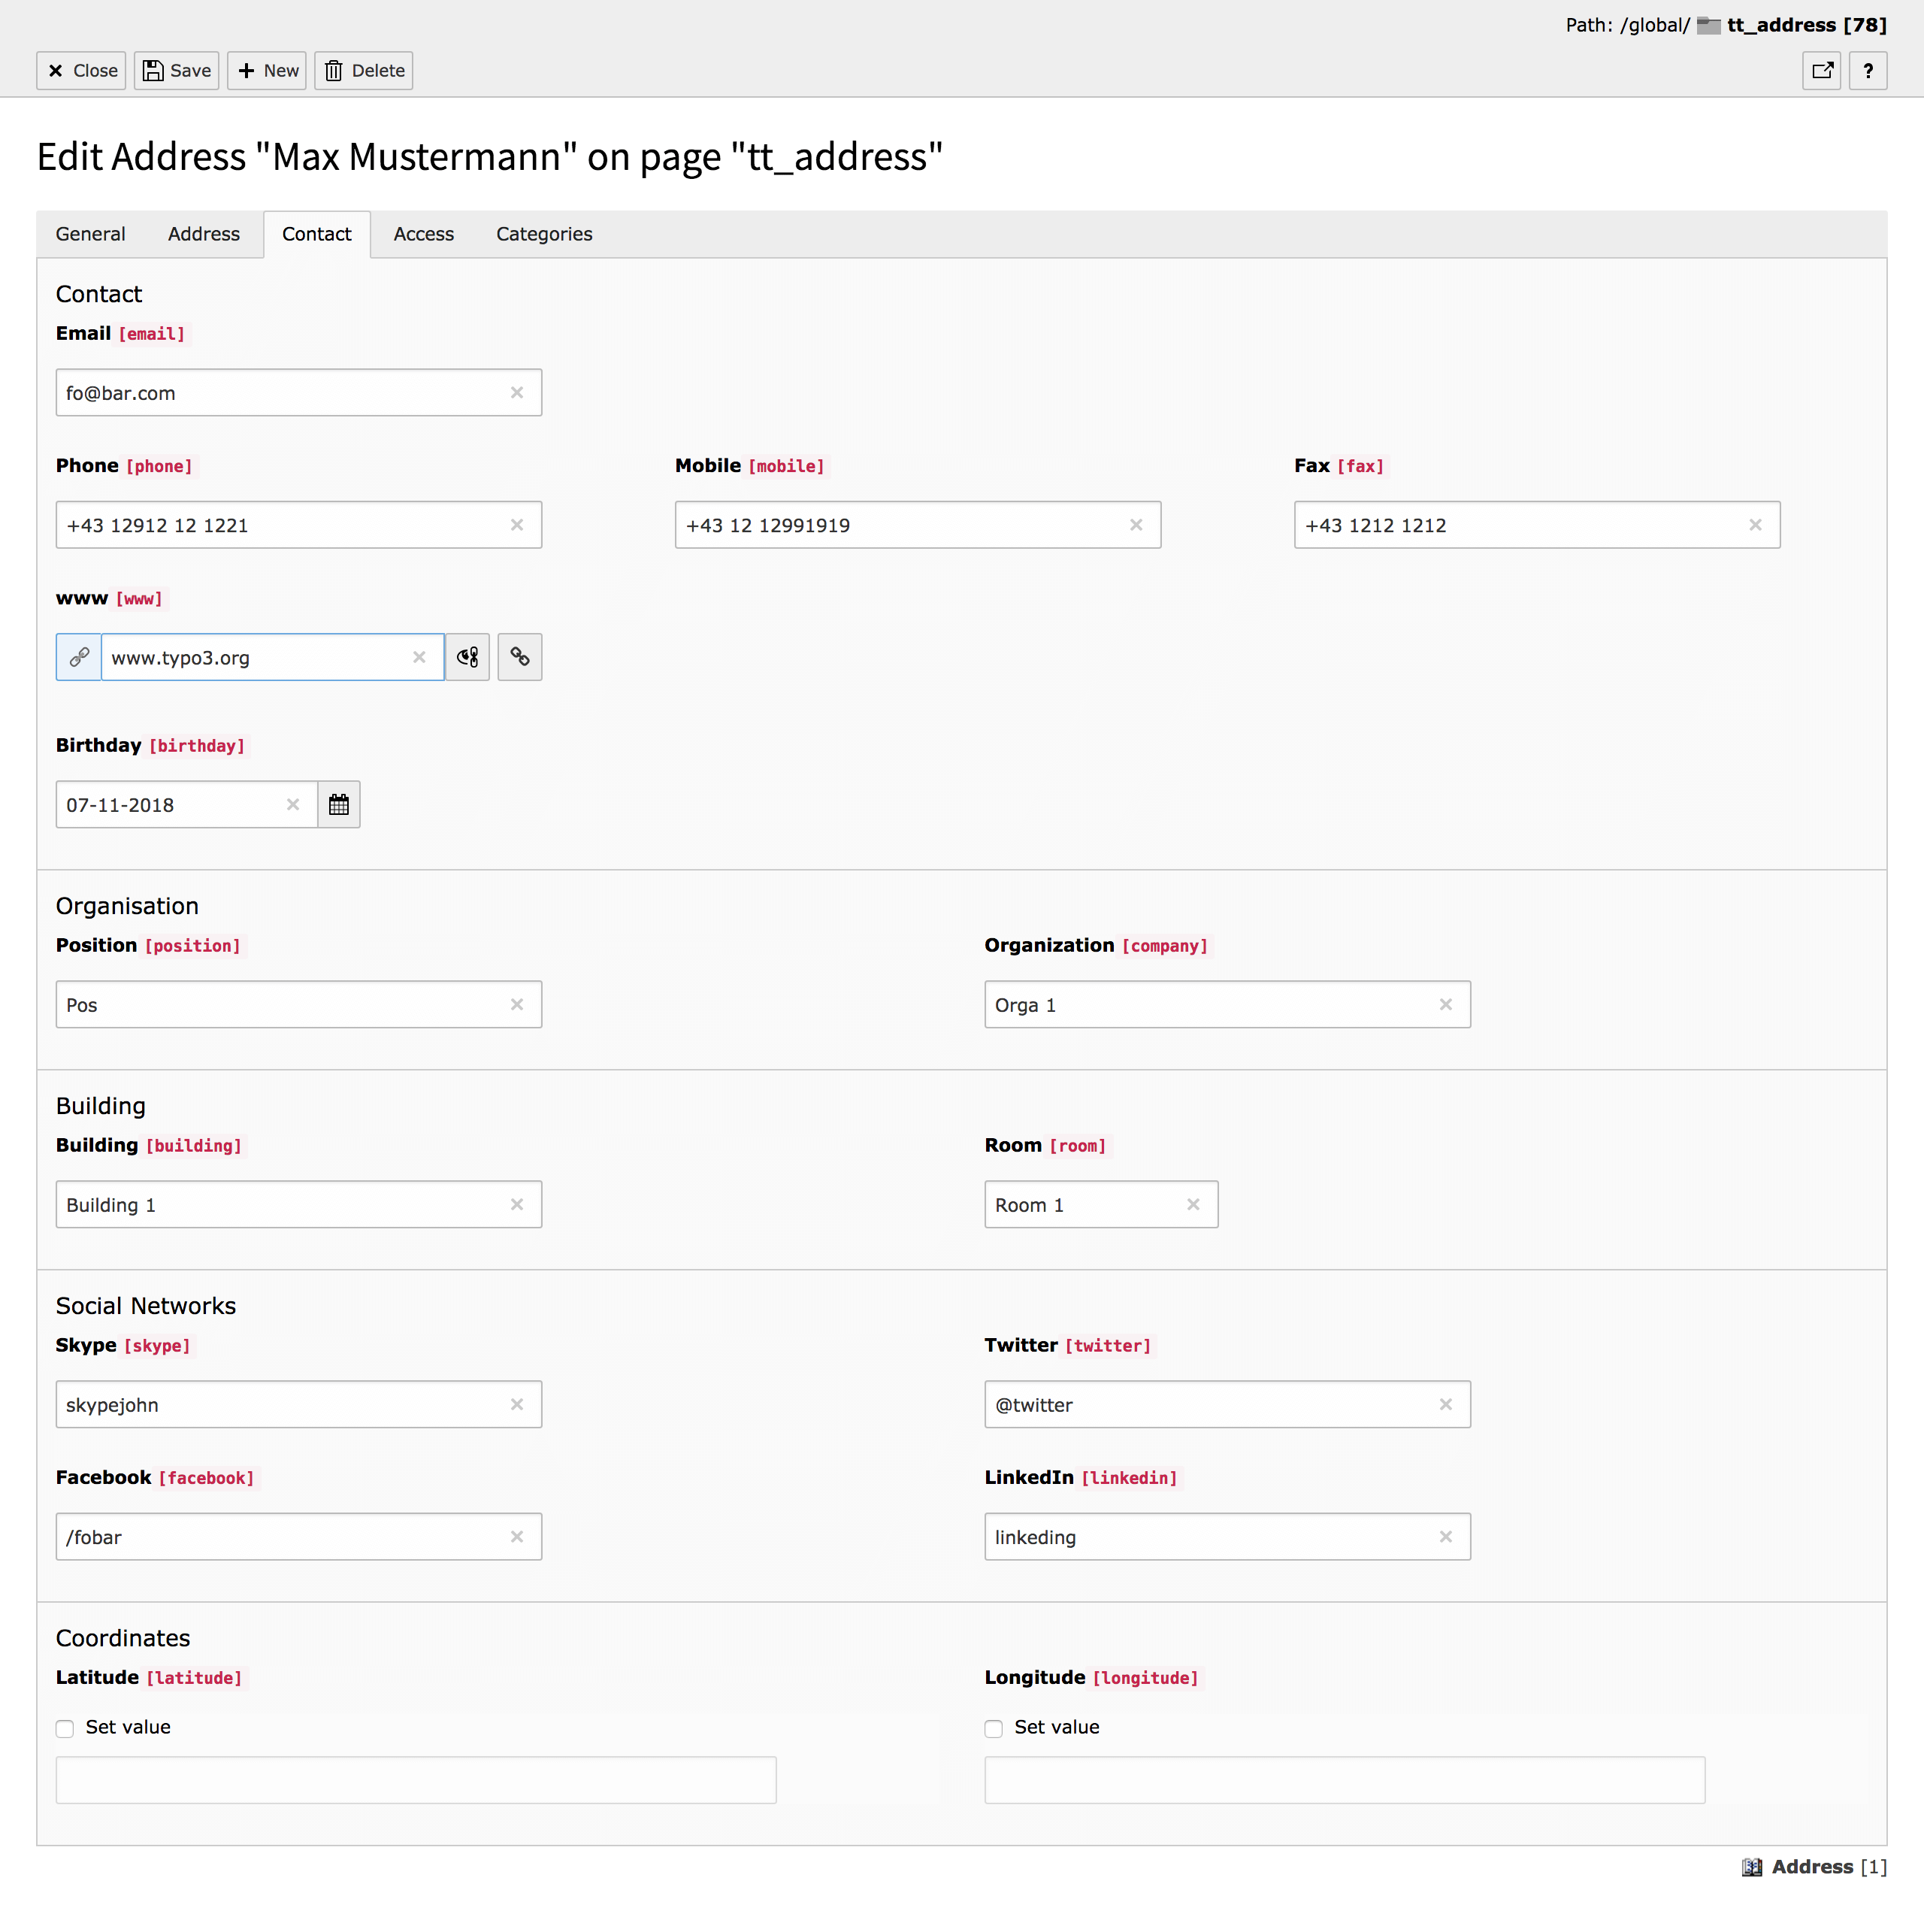 Path: /global/ tt_address [78]
Close Save New Delete ?
Edit Address "Max Mustermann" on page "tt_address"
General Address Contact Access Categories
Contact
Email [email]
fo@bar.com
Phone [phone] Mobile [mobile] Fax [fax]
+43 12912 12 1221 +43 12 12991919 +43 1212 1212
www [www]
www.typo3.org
Birthday [birthday]
07-11-2018
Organisation
Position [position] Organization [company]
Pos Orga 1
Building
Building [building] Room [room]
Building 1 Room 1
Social Networks
Skype [skype] Twitter [twitter]
skypejohn @twitter
Facebook [facebook] LinkedIn [linkedin]
/fobar linkeding
Coordinates
Latitude [latitude] Longitude [longitude]
Set value Set value
Address [1]